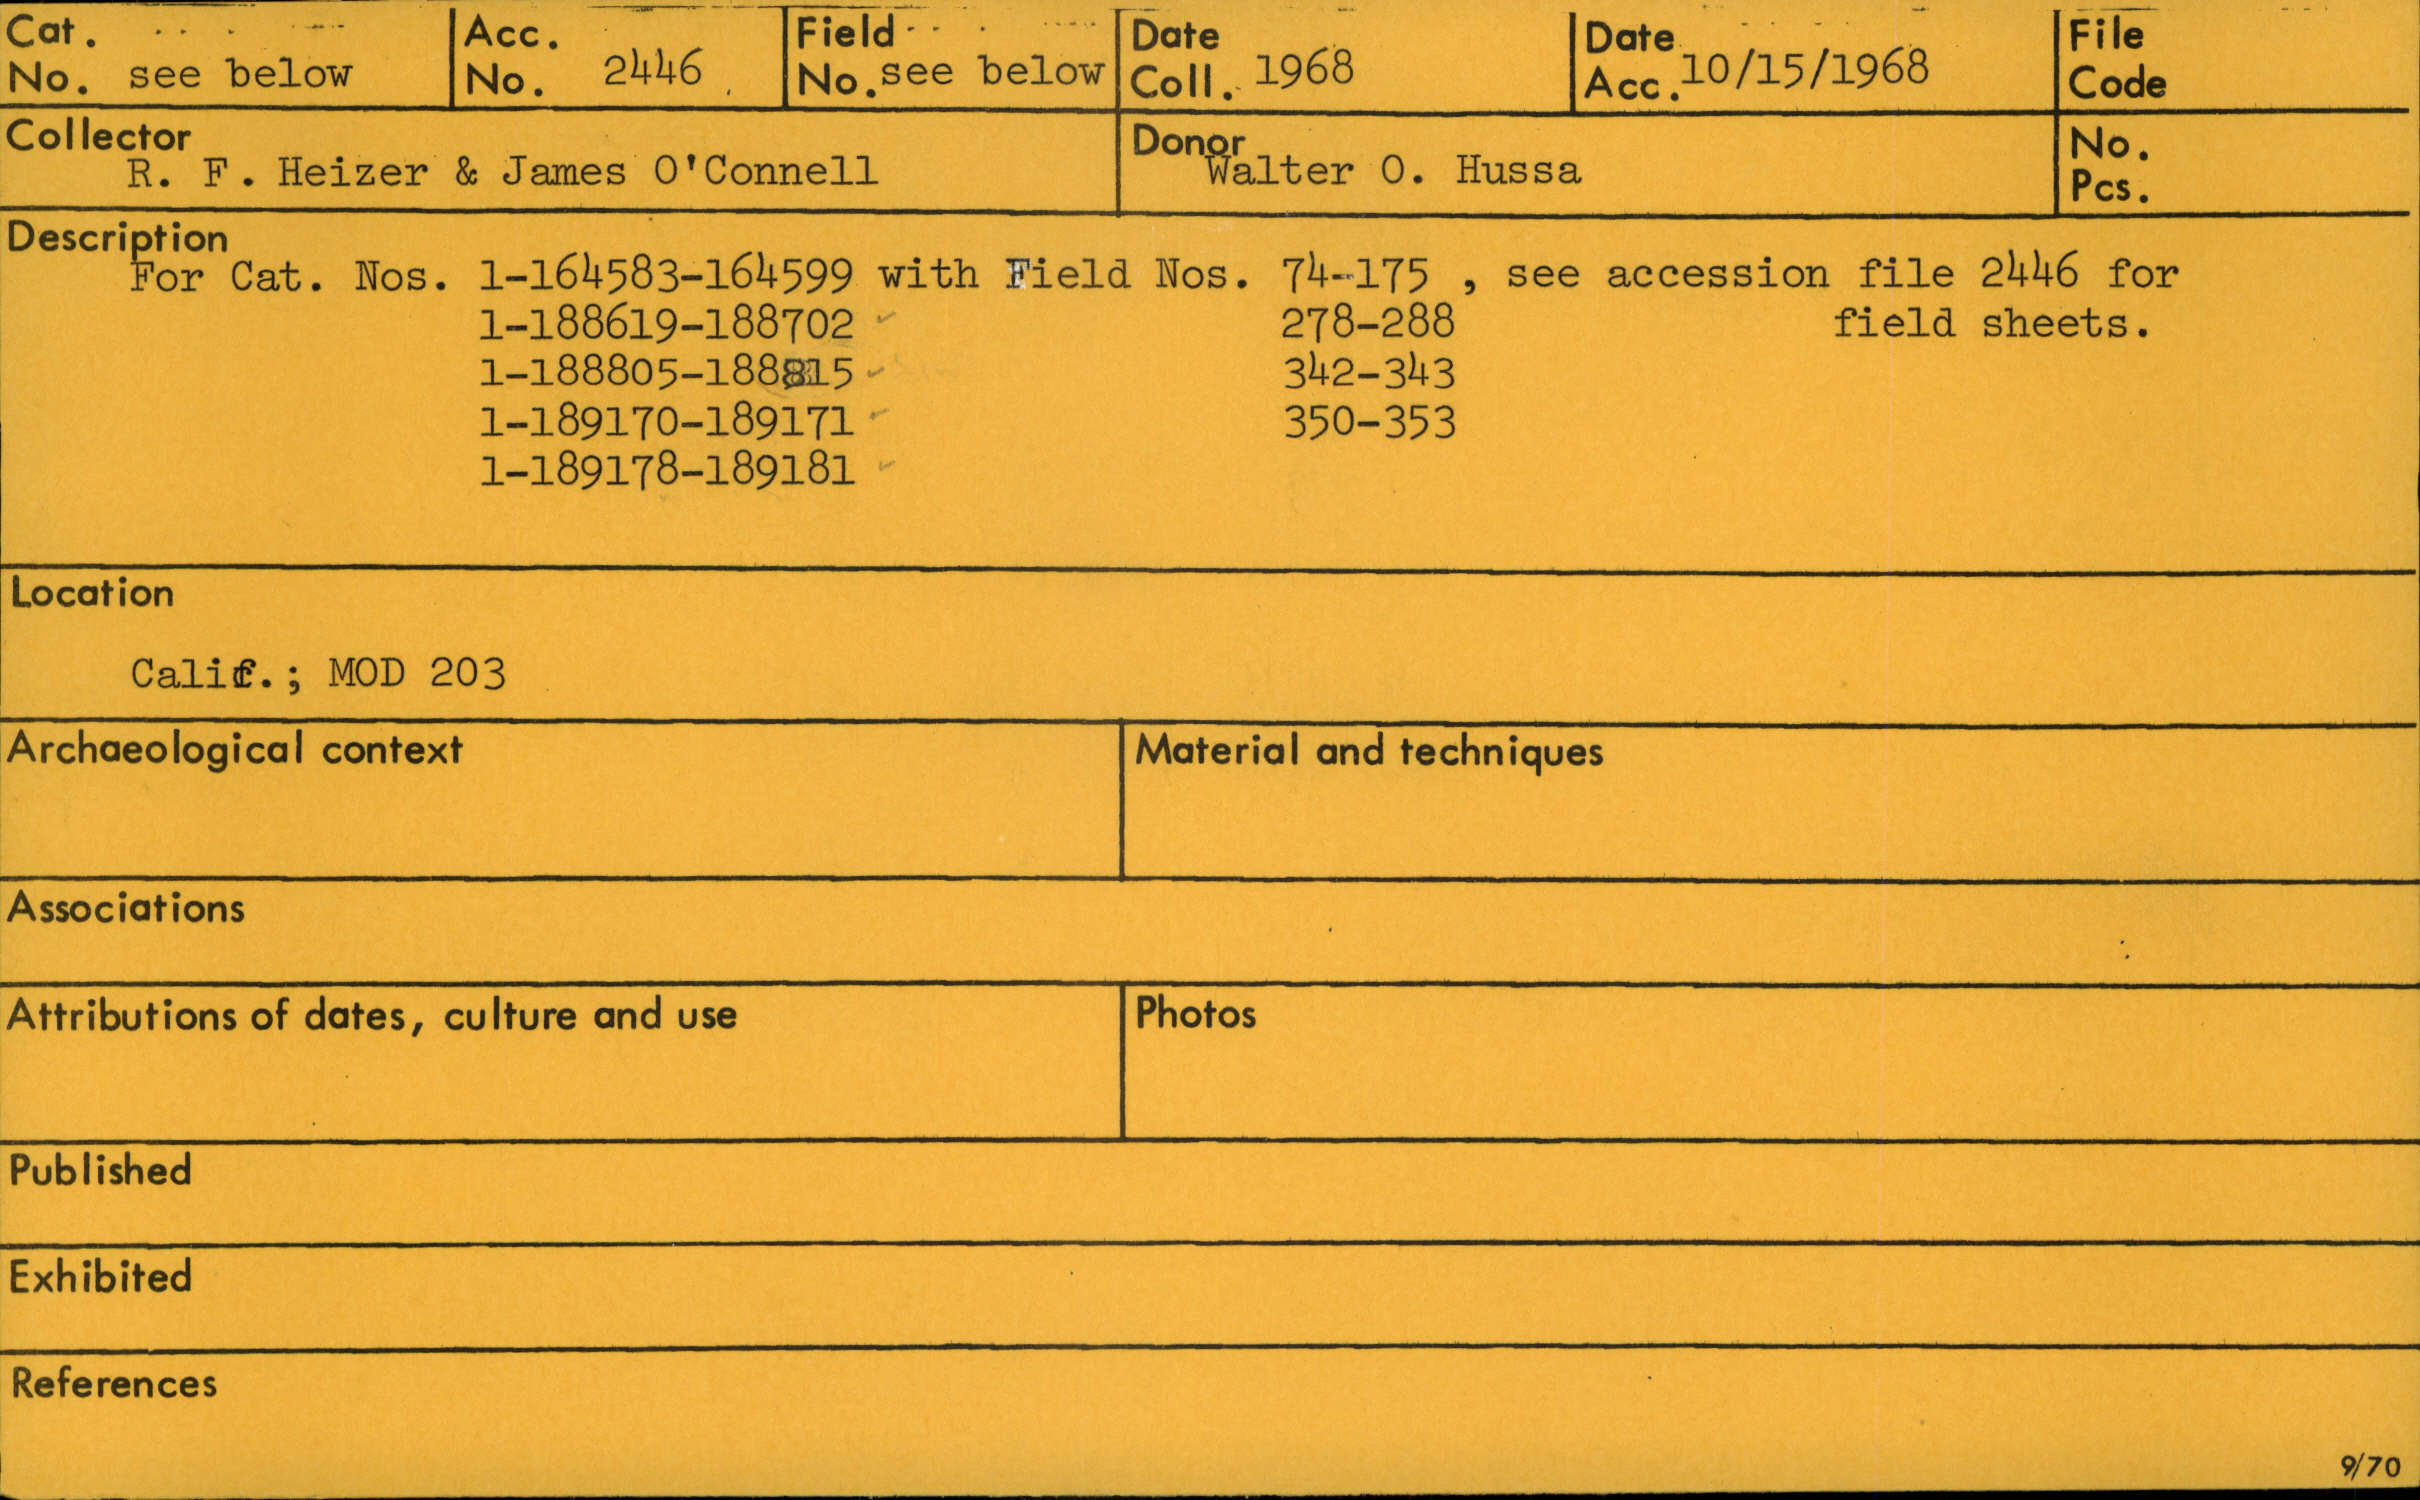 Cat. No. see below
Acc. No. 2446
Field No. see below
Date Coll. 1968
Date Acc. 10/15/1968
File Code
Collector
R. F. Heizer & James O'Connell
Donor
Walter O. Hussa
No. Pcs.
Description
For Cat. Nos. 1-164583-164599 with Field Nos. 74-175 , see accession file 2446 for
1-188619-188702 ✓ 278-288 field sheets.
1-188805-188815 ✓ 342-343
1-189170-189171 ✓ 350-353
1-189178-189181 ✓
Location
Calif.; MOD 203
Archaeological context
Material and techniques
Associations
Attributions of dates, culture and use
Photos
Published
Exhibited
References
9/70